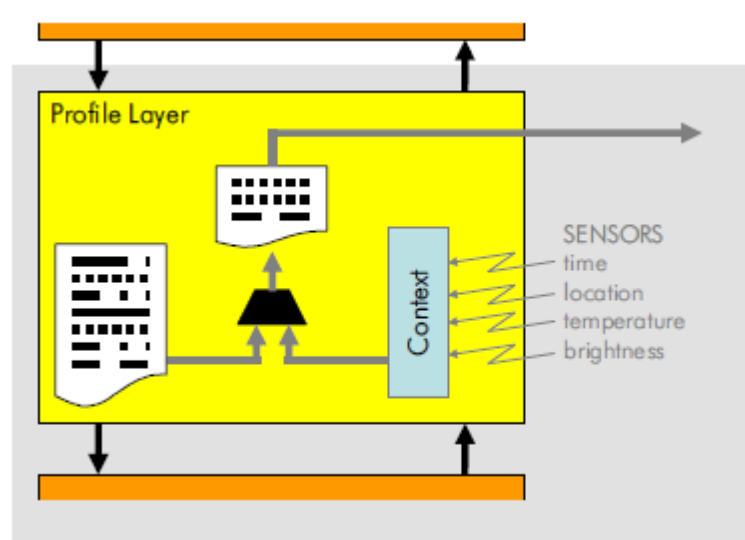 Profile Layer
SENSORS
time
location
temperature
brightness
Context